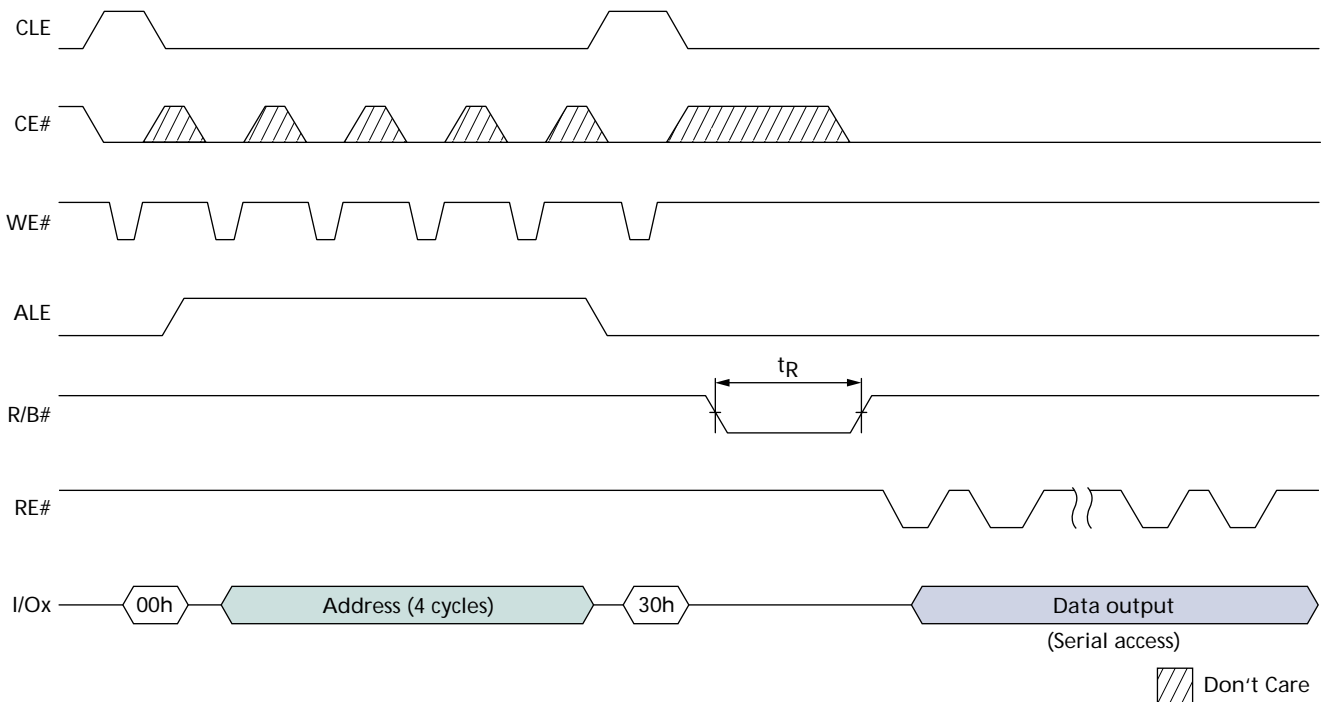 CLE
CE#
WE#
ALE
tR
R/B#
RE#
I/Ox
00h
Address (4 cycles)
30h
Data output
(Serial access)
Don't Care